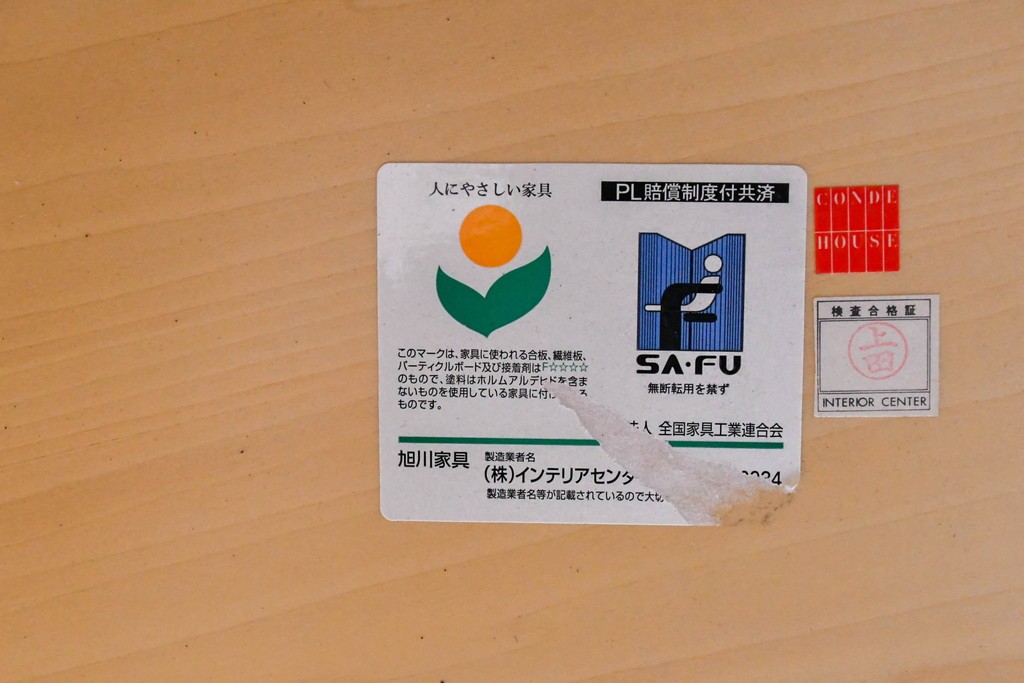 人にやさしい家具
PL賠償制度付共済
SA・FU
無断転用を禁ず
このマークは、家具に使われる合板、繊維板、
パーティクルボード及び接着剤はF☆☆☆☆
のもので、塗料はホルムアルデヒドを含ま
ないものを使用している家具に付け る
ものです。
人 全国家具工業連合会
旭川家具
製造業者名
(株)インテリアセンタ
製造業者名等が記載されているので大切
CONDE
HOUSE
検査合格証
上田
INTERIOR CENTER